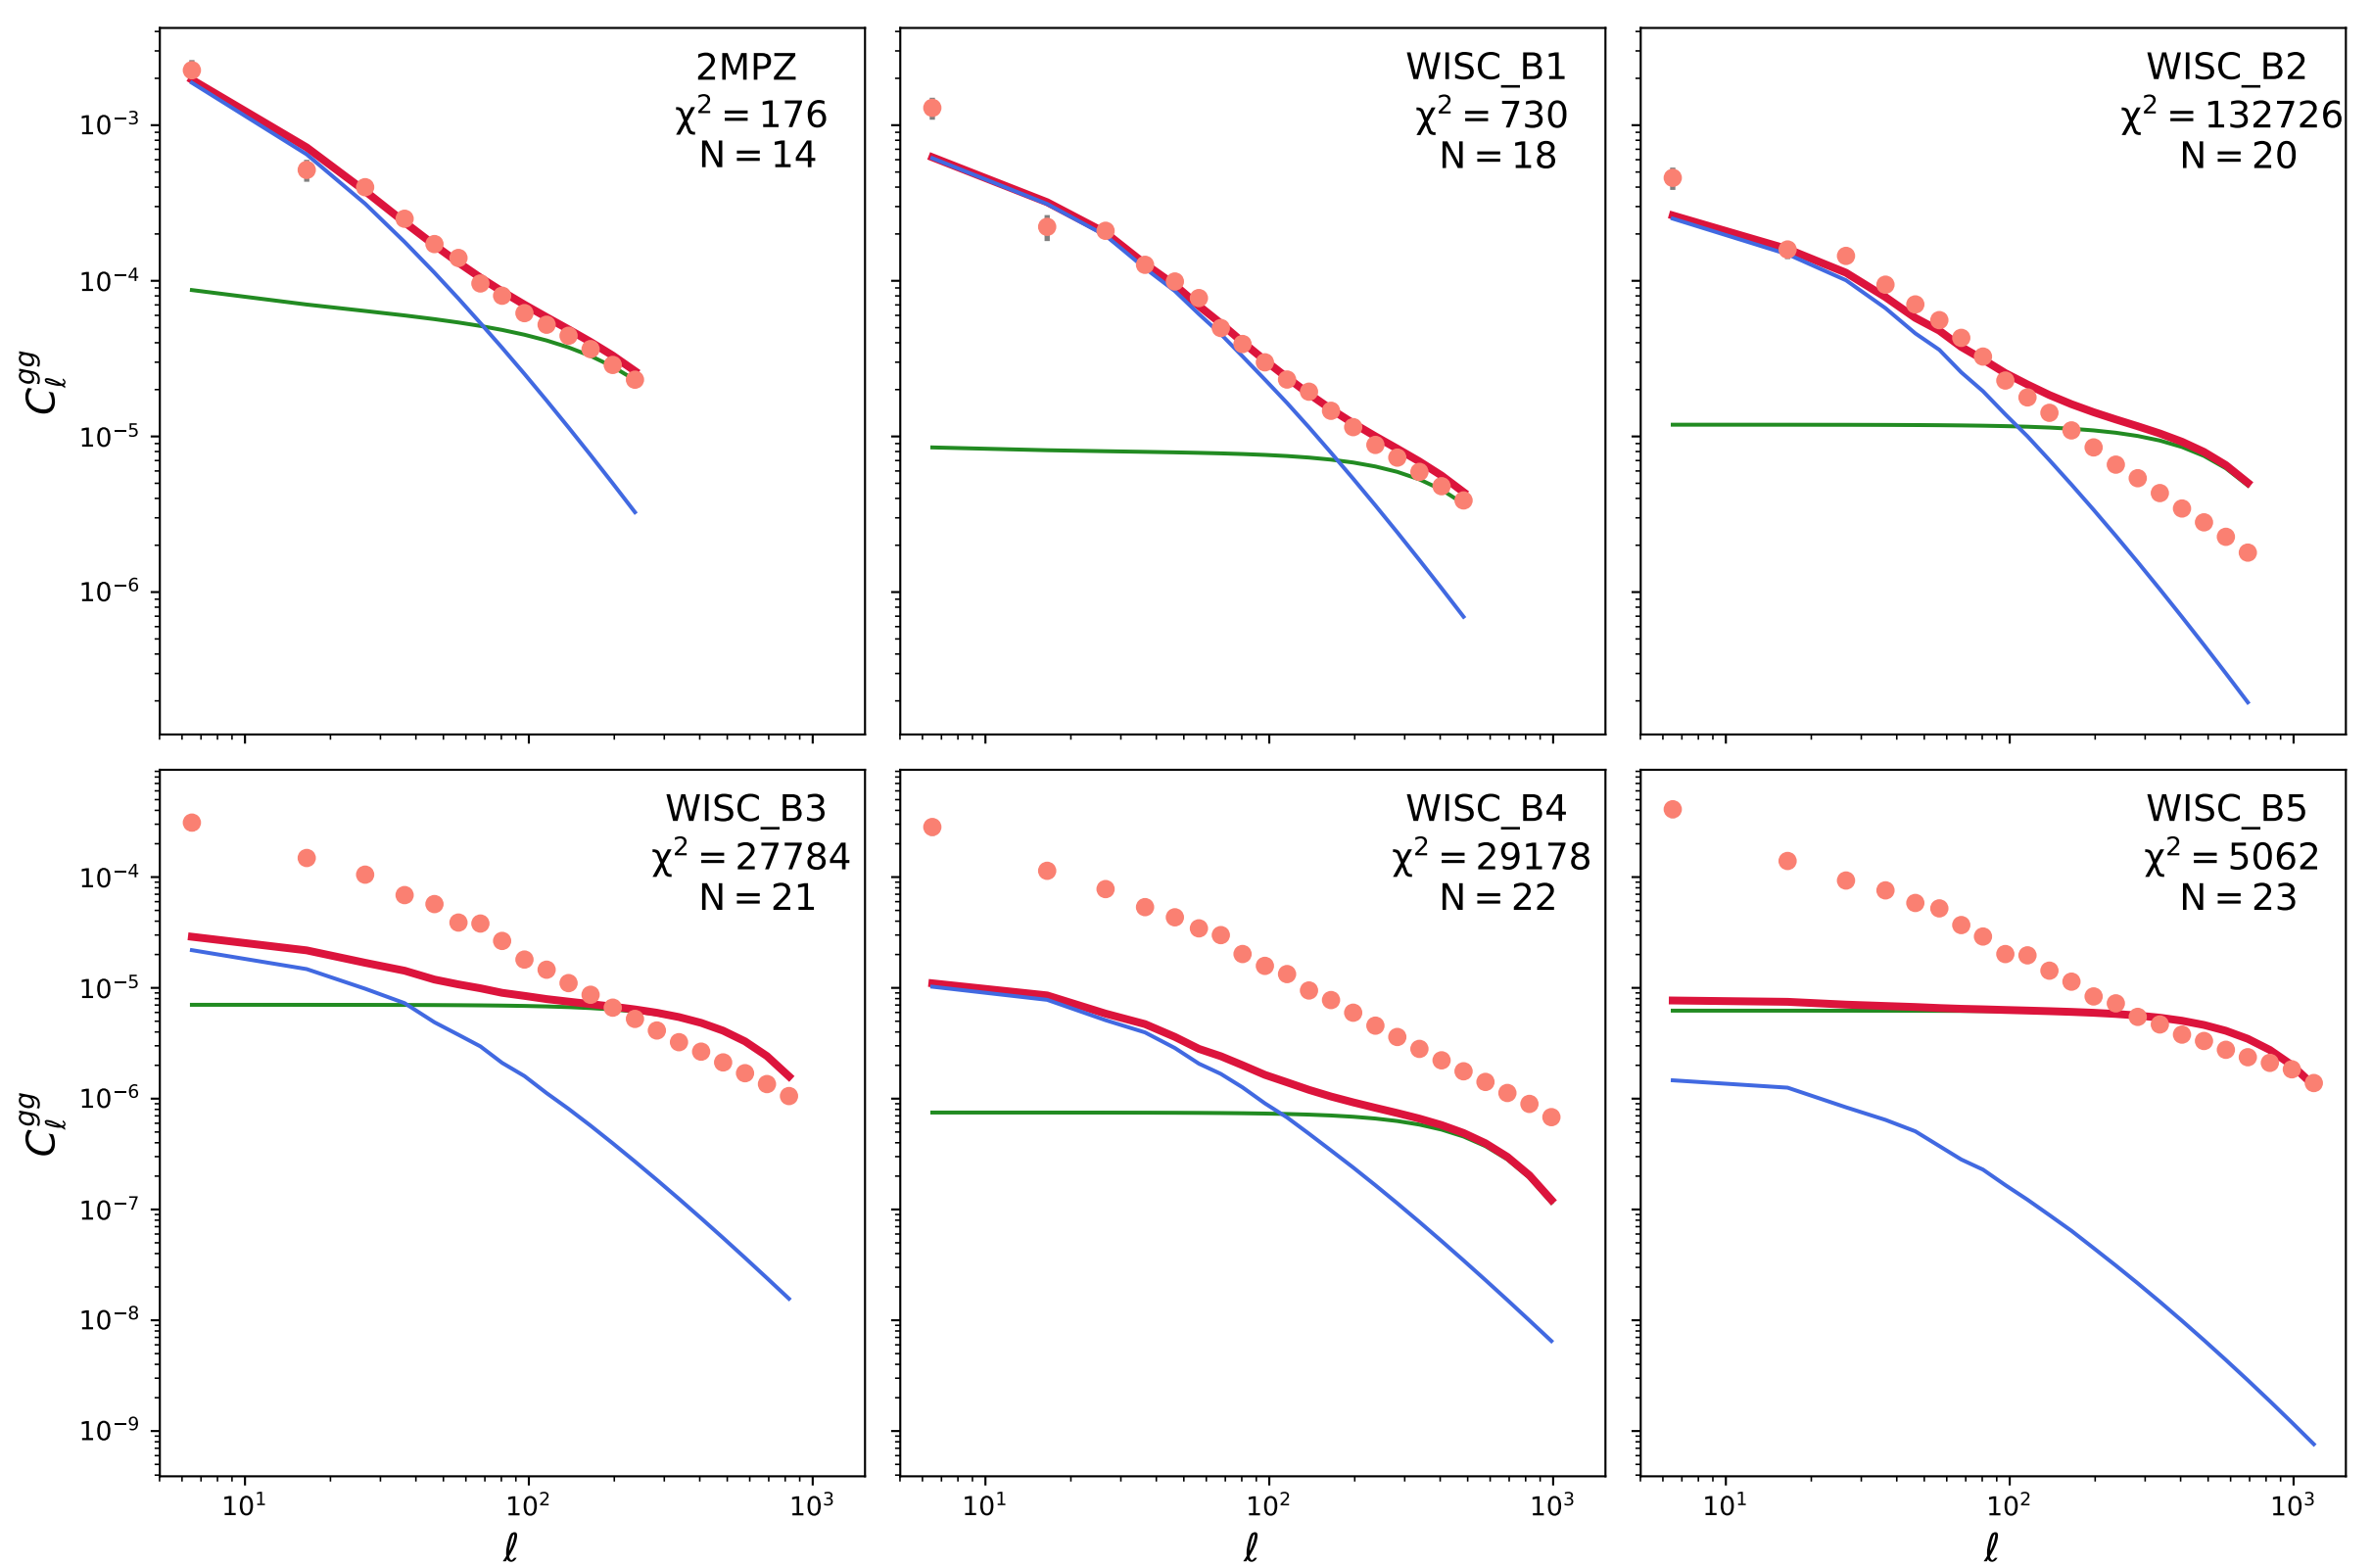 2MPZ
χ² = 176
N = 14
WISC_B1
χ² = 730
N = 18
WISC_B2
χ² = 132726
N = 20
10⁻³
10⁻⁴
10⁻⁵
10⁻⁶
C_ℓ^gg
WISC_B3
χ² = 27784
N = 21
WISC_B4
χ² = 29178
N = 22
WISC_B5
χ² = 5062
N = 23
10⁻⁴
10⁻⁵
10⁻⁶
10⁻⁷
10⁻⁸
10⁻⁹
C_ℓ^gg
10¹ 10² 10³
10¹ 10² 10³
10¹ 10² 10³
ℓ
ℓ
ℓ